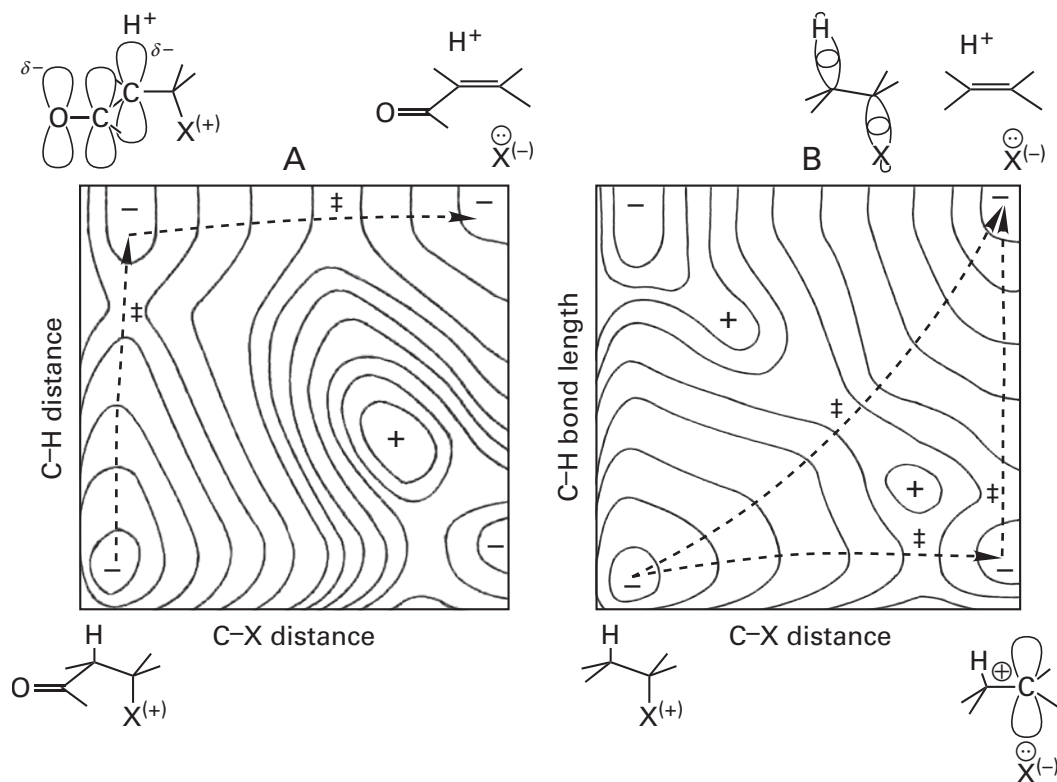 H⁺
δ−
δ−
O
C
C
X(+)
H⁺
O
X(−)
H
X
H⁺
X(−)
A
B
−
‡
−
‡
+
−
−
C–H distance
C–X distance
−
−
+
‡
+
‡
‡
−
−
C–H bond length
C–X distance
H
O
X(+)
H
X(+)
H
⊕
C
X(−)